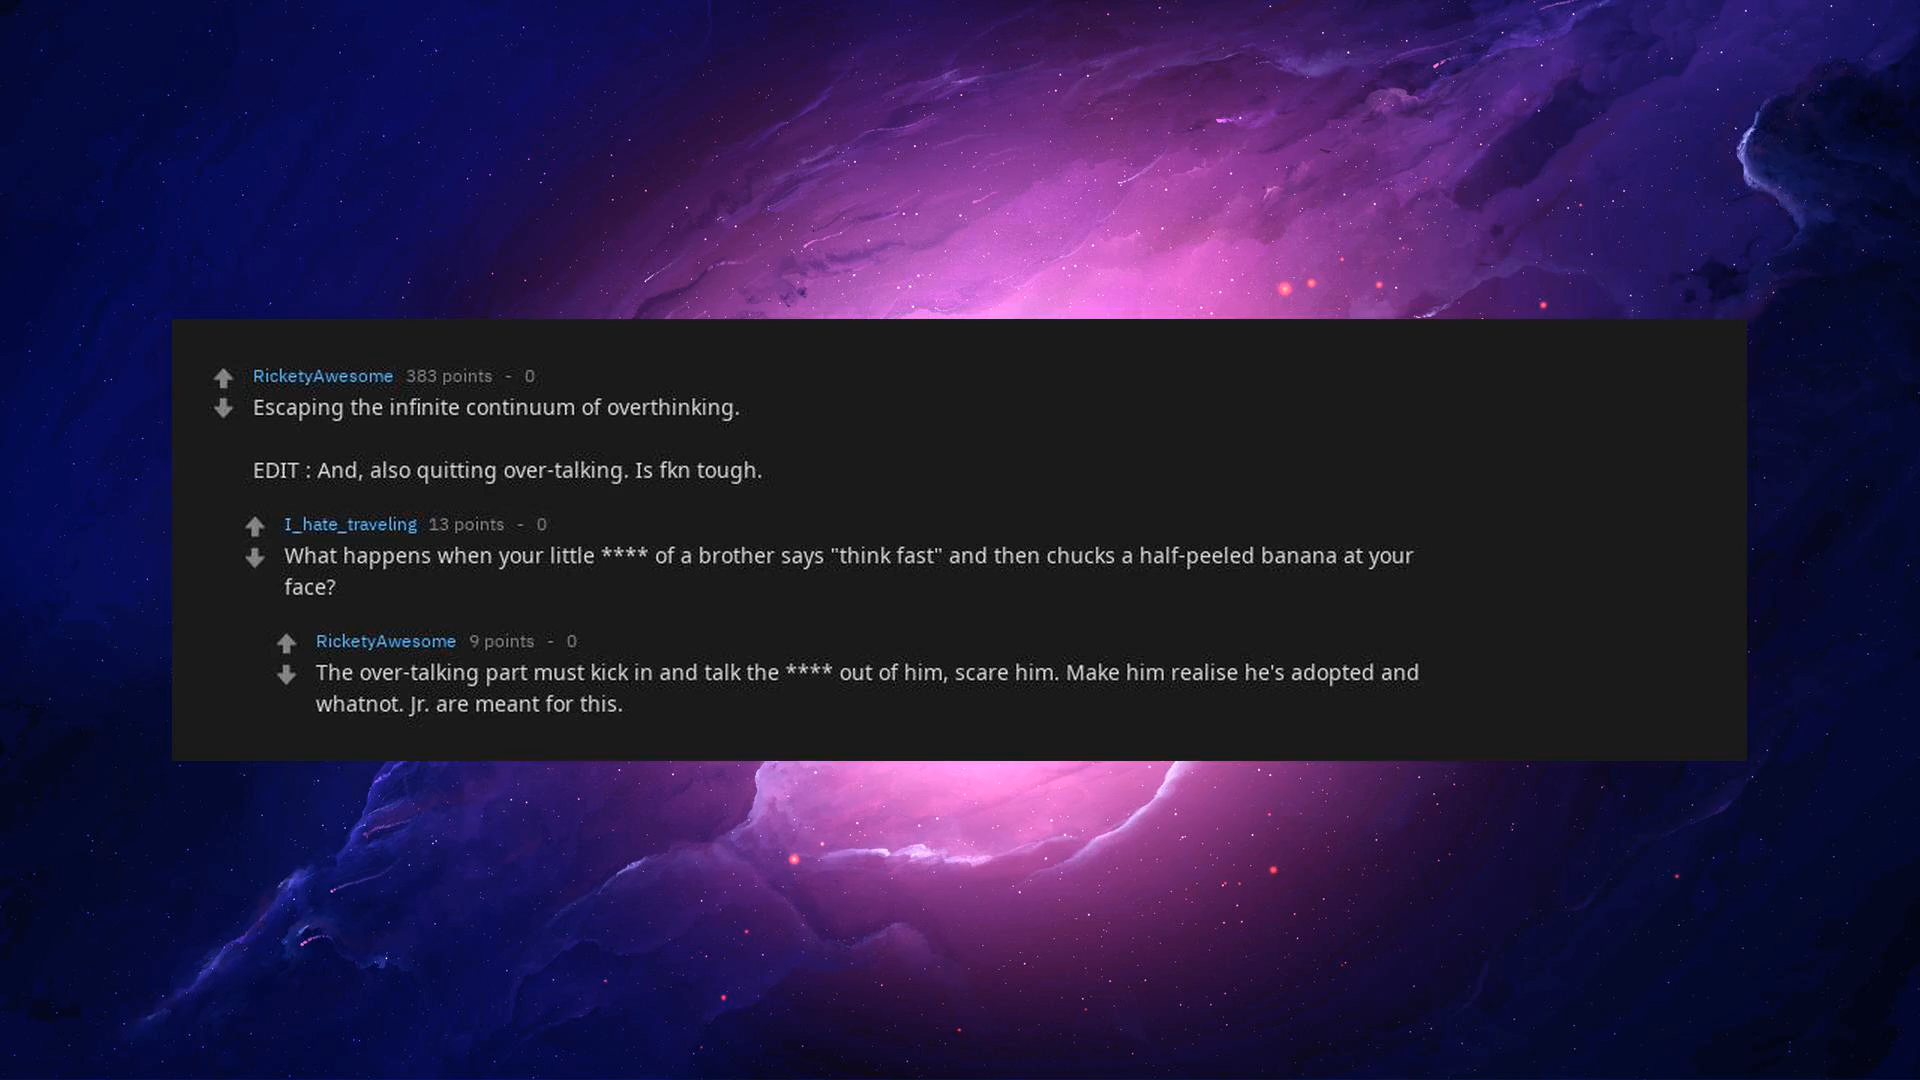 RicketyAwesome 383 points - 0
Escaping the infinite continuum of overthinking.
EDIT : And, also quitting over-talking. Is fkn tough.
I_hate_traveling 13 points - 0
What happens when your little **** of a brother says "think fast" and then chucks a half-peeled banana at your
face?
RicketyAwesome 9 points - 0
The over-talking part must kick in and talk the **** out of him, scare him. Make him realise he's adopted and
whatnot. Jr. are meant for this.